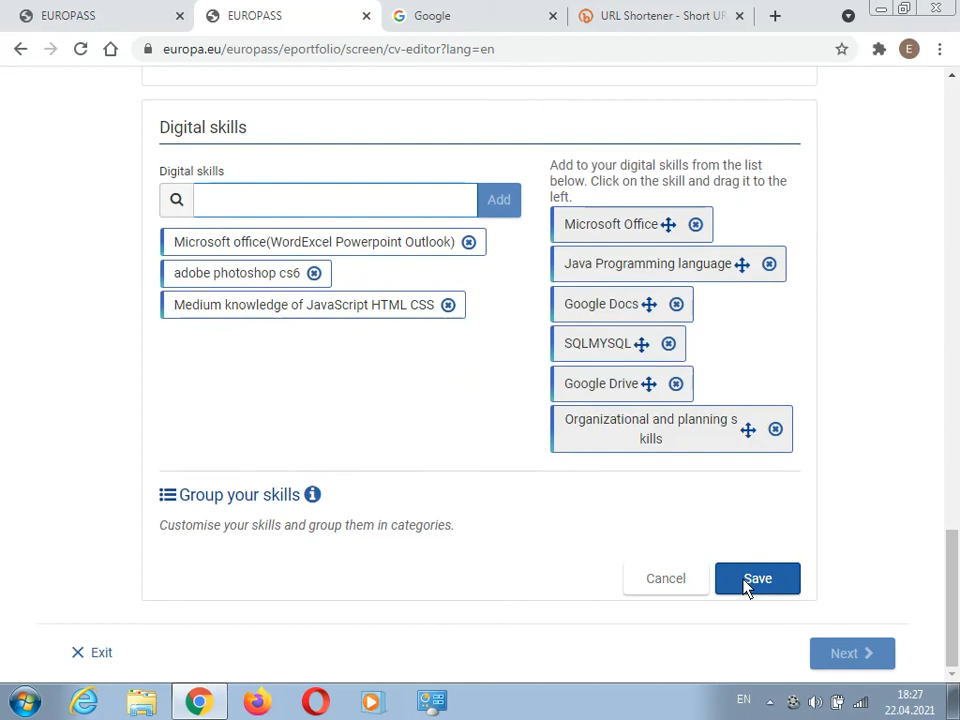 EUROPASS
EUROPASS
Google
URL Shortener - Short UR
europa.eu/europass/eportfolio/screen/cv-editor?lang=en
E
Digital skills
Digital skills
Add
Microsoft office(WordExcel Powerpoint Outlook)
adobe photoshop cs6
Medium knowledge of JavaScript HTML CSS
Add to your digital skills from the list
below. Click on the skill and drag it to the
left.
Microsoft Office
Java Programming language
Google Docs
SQLMYSQL
Google Drive
Organizational and planning s
kills
Group your skills
Customise your skills and group them in categories.
Cancel
Save
Exit
Next
EN
18:27
22.04.2021